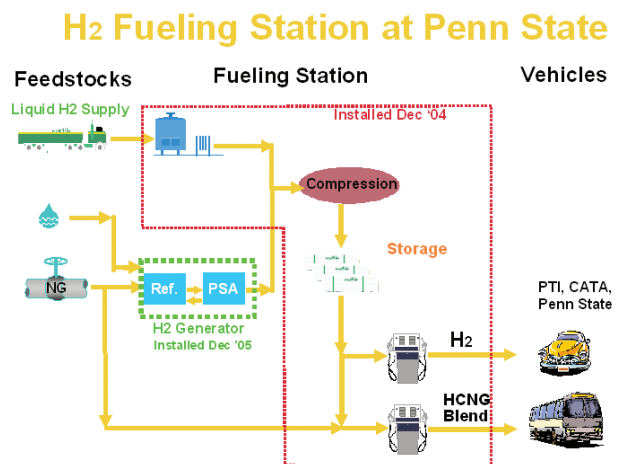 H2 Fueling Station at Penn State
Feedstocks
Fueling Station
Vehicles
Liquid H2 Supply
Installed Dec '04
Compression
Storage
NG
Ref.
PSA
H2 Generator
Installed Dec '05
PTI, CATA,
Penn State
H2
HCNG
Blend